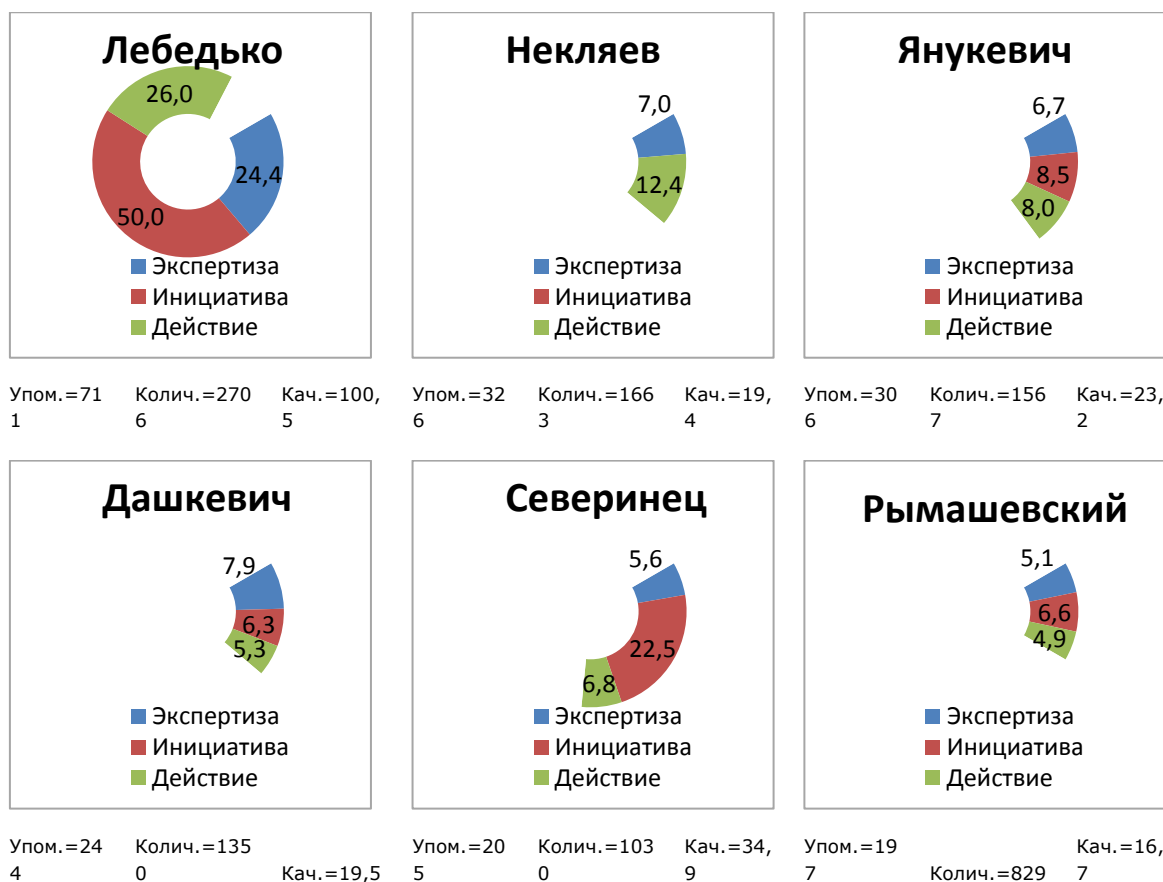 Лебедько
26,0
24,4
50,0
Экспертиза
Инициатива
Действие
Упом.=71
1
Колич.=270
6
Кач.=100,
5
Некляев
7,0
12,4
Экспертиза
Инициатива
Действие
Упом.=32
6
Колич.=166
3
Кач.=19,
4
Янукевич
6,7
8,5
8,0
Экспертиза
Инициатива
Действие
Упом.=30
6
Колич.=156
7
Кач.=23,
2
Дашкевич
7,9
6,3
5,3
Экспертиза
Инициатива
Действие
Упом.=24
4
Колич.=135
0
Кач.=19,5
Северинец
5,6
22,5
6,8
Экспертиза
Инициатива
Действие
Упом.=20
5
Колич.=103
0
Кач.=34,
9
Рымашевский
5,1
6,6
4,9
Экспертиза
Инициатива
Действие
Упом.=19
7
Колич.=829
Кач.=16,
7